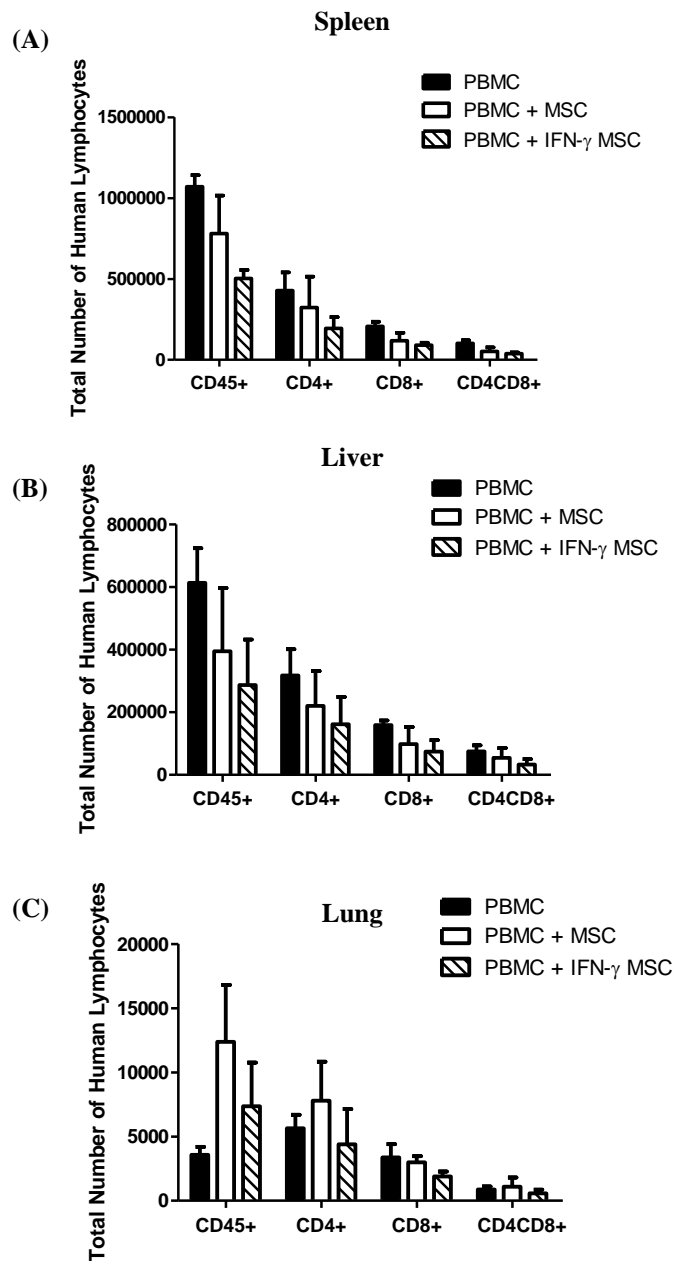 (A)
Spleen
PBMC
PBMC + MSC
PBMC + IFN-γ MSC
Total Number of Human Lymphocytes
1500000
1000000
500000
0
CD45+ CD4+ CD8+ CD4CD8+
(B)
Liver
PBMC
PBMC + MSC
PBMC + IFN-γ MSC
Total Number of Human Lymphocytes
800000
600000
400000
200000
0
CD45+ CD4+ CD8+ CD4CD8+
(C)
Lung
PBMC
PBMC + MSC
PBMC + IFN-γ MSC
Total Number of Human Lymphocytes
20000
15000
10000
5000
0
CD45+ CD4+ CD8+ CD4CD8+